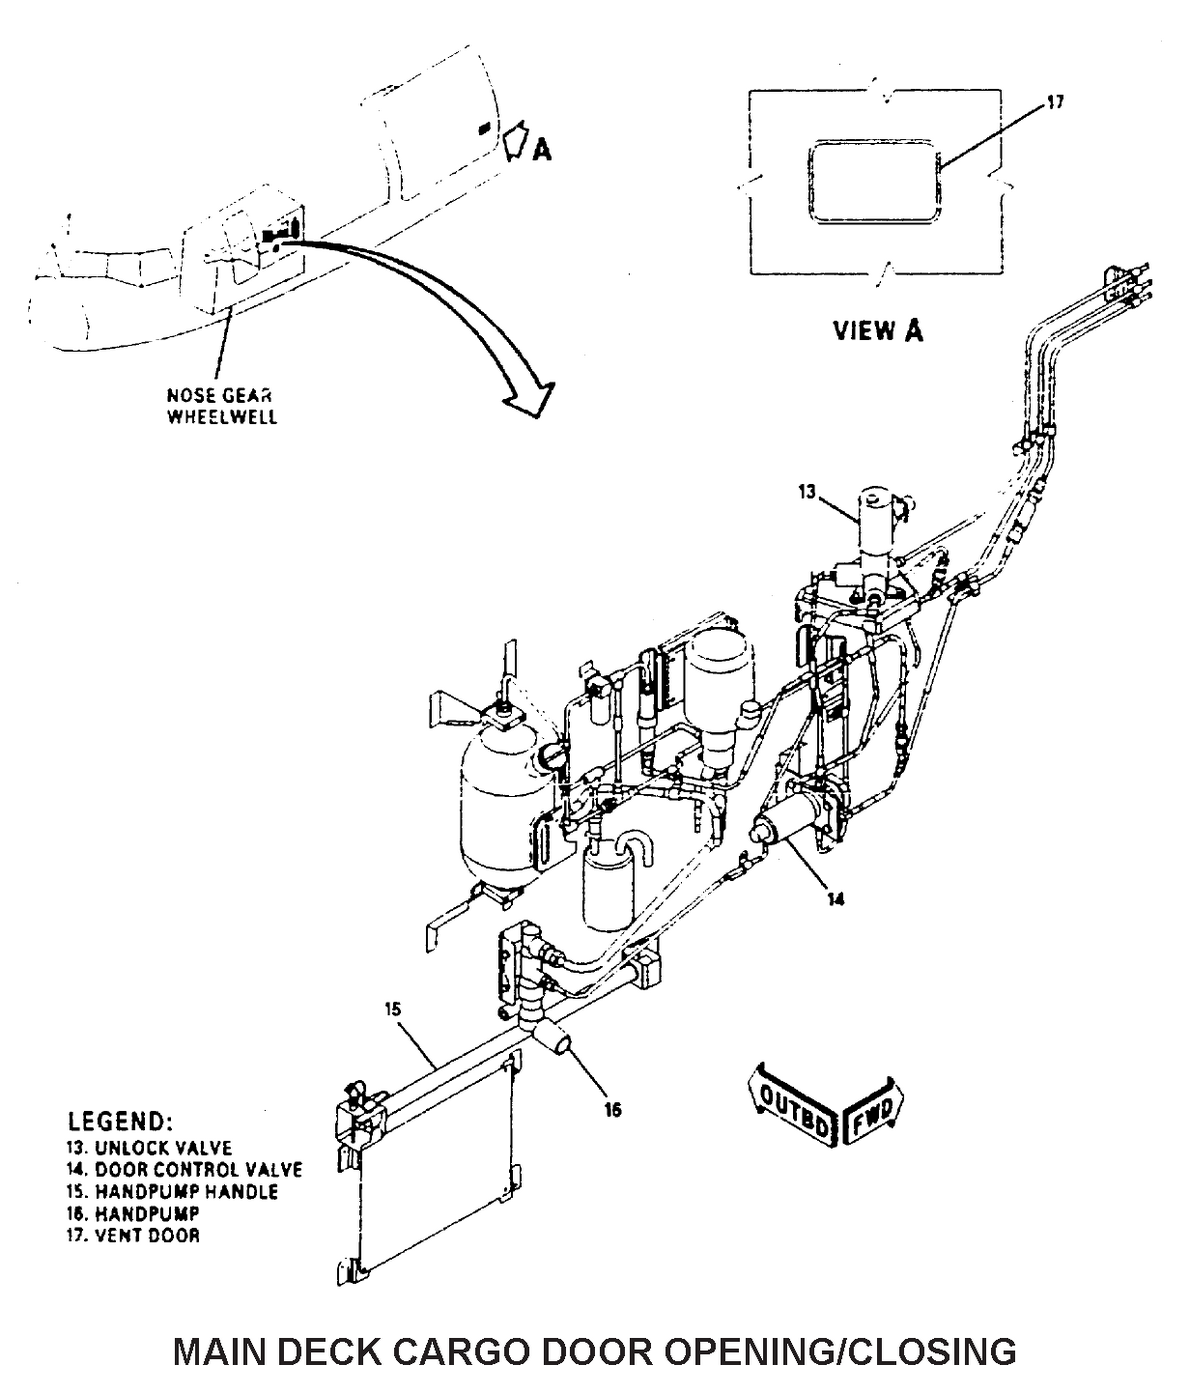 A
17
VIEW A
NOSE GEAR
WHEELWELL
13
14
15
16
OUTBD
FWD
LEGEND:
13. UNLOCK VALVE
14. DOOR CONTROL VALVE
15. HANDPUMP HANDLE
16. HANDPUMP
17. VENT DOOR
MAIN DECK CARGO DOOR OPENING/CLOSING